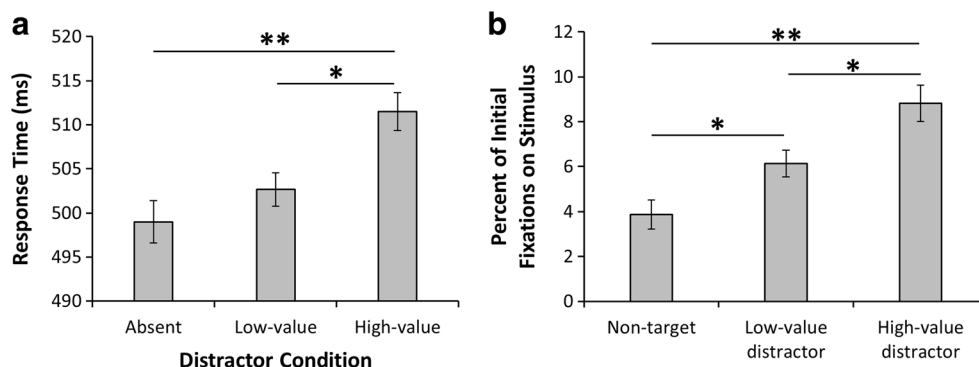 a
520
515
510
505
500
495
490
Response Time (ms)
**
*
Absent Low-value High-value
Distractor Condition
b
12
10
8
6
4
2
0
Percent of Initial
Fixations on Stimulus
**
*
*
Non-target Low-value High-value
distractor distractor